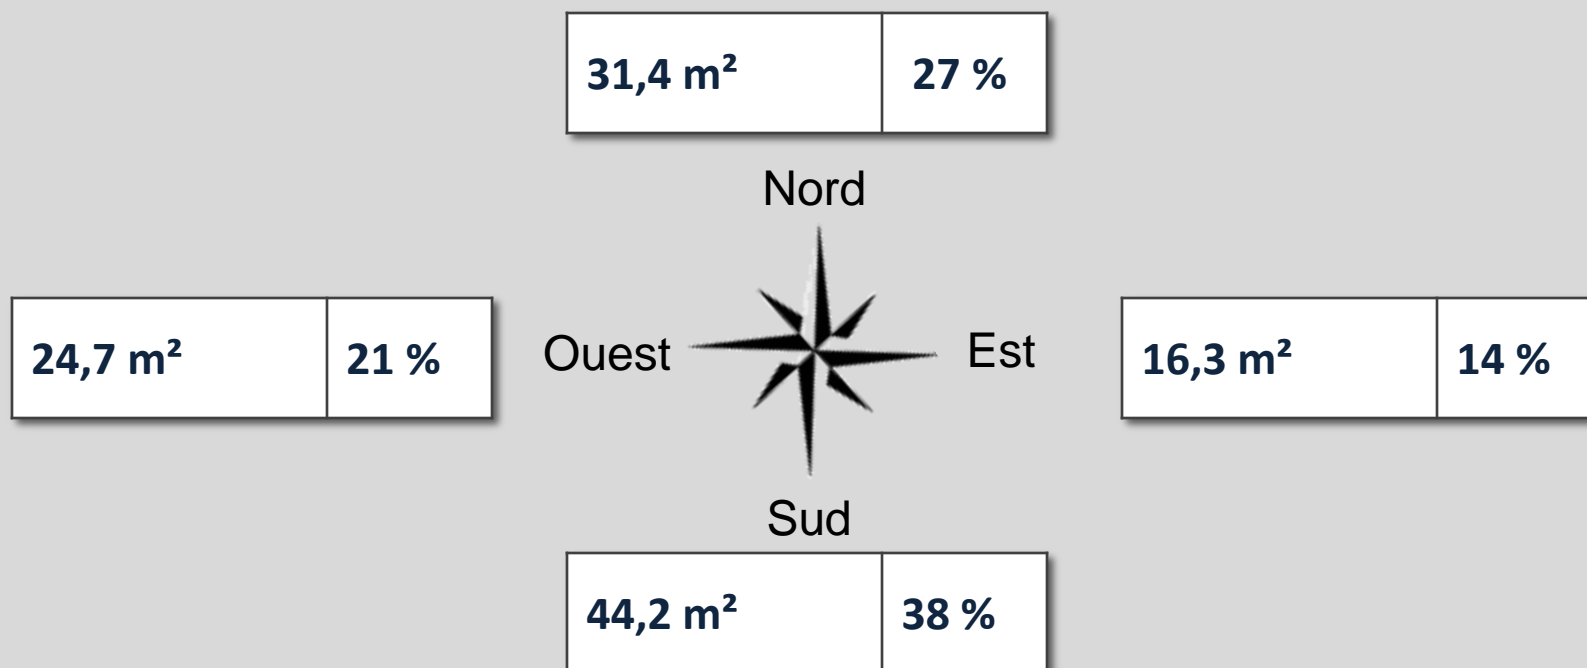 31,4 m² 27 %
Nord
24,7 m² 21 % Ouest Est 16,3 m² 14 %
Sud
44,2 m² 38 %